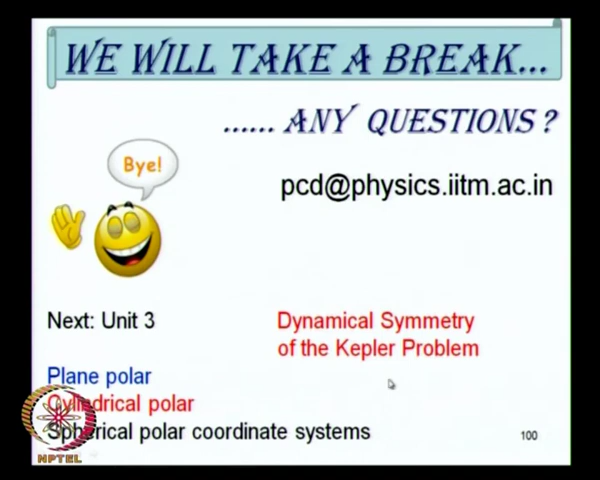 WE WILL TAKE A BREAK...
...... ANY QUESTIONS ?
Bye!
pcd@physics.iitm.ac.in
Next: Unit 3
Dynamical Symmetry
of the Kepler Problem
Plane polar
Cylindrical polar
Spherical polar coordinate systems
100
NPTEL